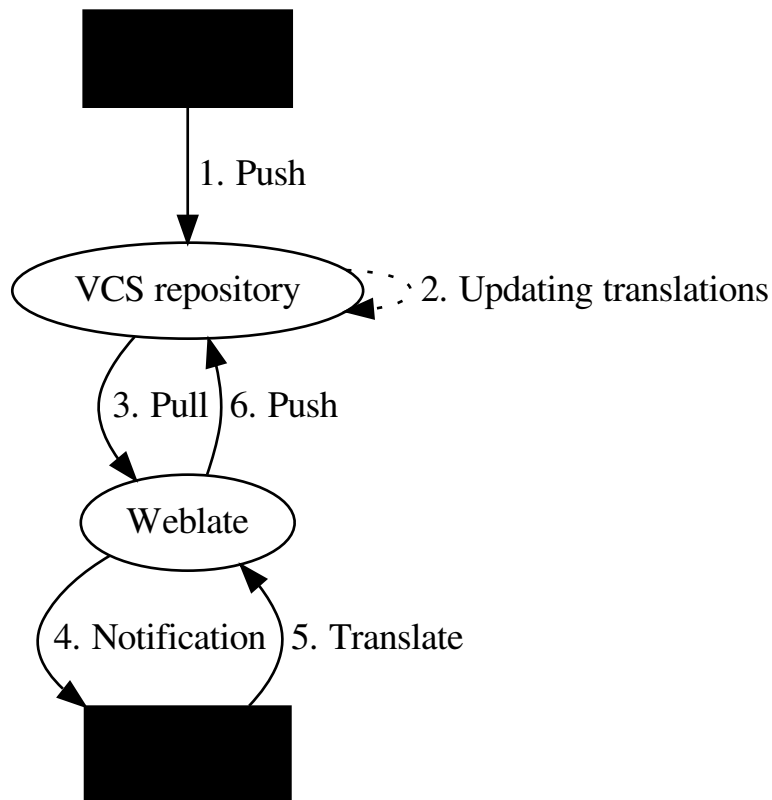 1. Push
VCS repository
2. Updating translations
3. Pull
6. Push
Weblate
4. Notification
5. Translate